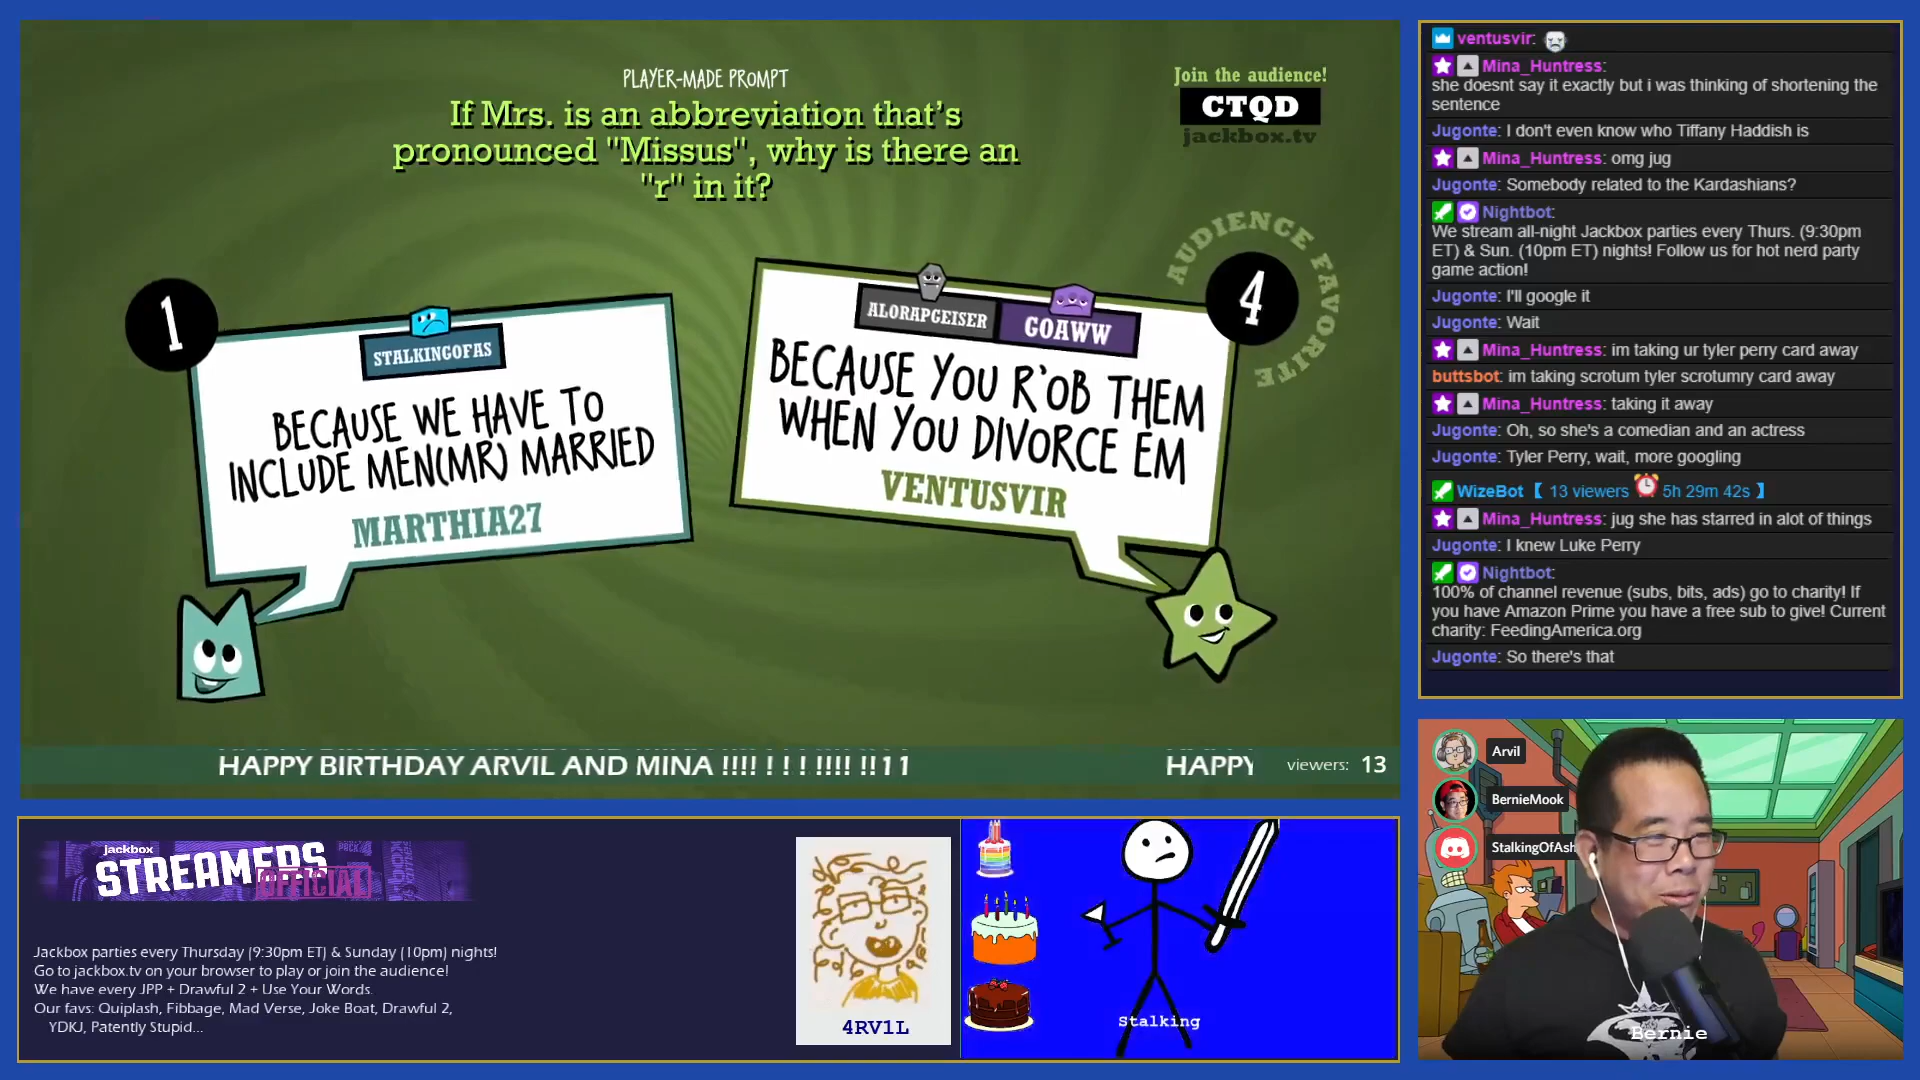 PLAYER-MADE PROMPT
If Mrs. is an abbreviation that's
pronounced "Missus", why is there an
"r" in it?
Join the audience!
CTQD
jackbox.tv
AUDIENCE FAVORITE
1
STALKINGOFAS
BECAUSE WE HAVE TO
INCLUDE MEN(MR) MARRIED
MARTHIA27
4
ALORAPGEISER
GOAWW
BECAUSE YOU R'OB THEM
WHEN YOU DIVORCE EM
VENTUSVIR
HAPPY BIRTHDAY ARVIL AND MINA !!!! ! ! ! !!!! !!11
HAPPY
viewers: 13
ventusvir:
Mina_Huntress:
she doesnt say it exactly but i was thinking of shortening the
sentence
Jugonte: I don't even know who Tiffany Haddish is
Mina_Huntress: omg jug
Jugonte: Somebody related to the Kardashians?
Nightbot:
We stream all-night Jackbox parties every Thurs. (9:30pm
ET) & Sun. (10pm ET) nights! Follow us for hot nerd party
game action!
Jugonte: I'll google it
Jugonte: Wait
Mina_Huntress: im taking ur tyler perry card away
buttsbot: im taking scrotum tyler scrotumry card away
Mina_Huntress: taking it away
Jugonte: Oh, so she's a comedian and an actress
Jugonte: Tyler Perry, wait, more googling
WizeBot 【 13 viewers 5h 29m 42s 】
Mina_Huntress: jug she has starred in alot of things
Jugonte: I knew Luke Perry
Nightbot:
100% of channel revenue (subs, bits, ads) go to charity! If
you have Amazon Prime you have a free sub to give! Current
charity: FeedingAmerica.org
Jugonte: So there's that
jackbox
STREAMERS
OFFICIAL
Jackbox parties every Thursday (9:30pm ET) & Sunday (10pm) nights!
Go to jackbox.tv on your browser to play or join the audience!
We have every JPP + Drawful 2 + Use Your Words.
Our favs: Quiplash, Fibbage, Mad Verse, Joke Boat, Drawful 2,
YDKJ, Patently Stupid...
4RV1L
Stalking
Arvil
BernieMook
StalkingOfAsh
Bernie